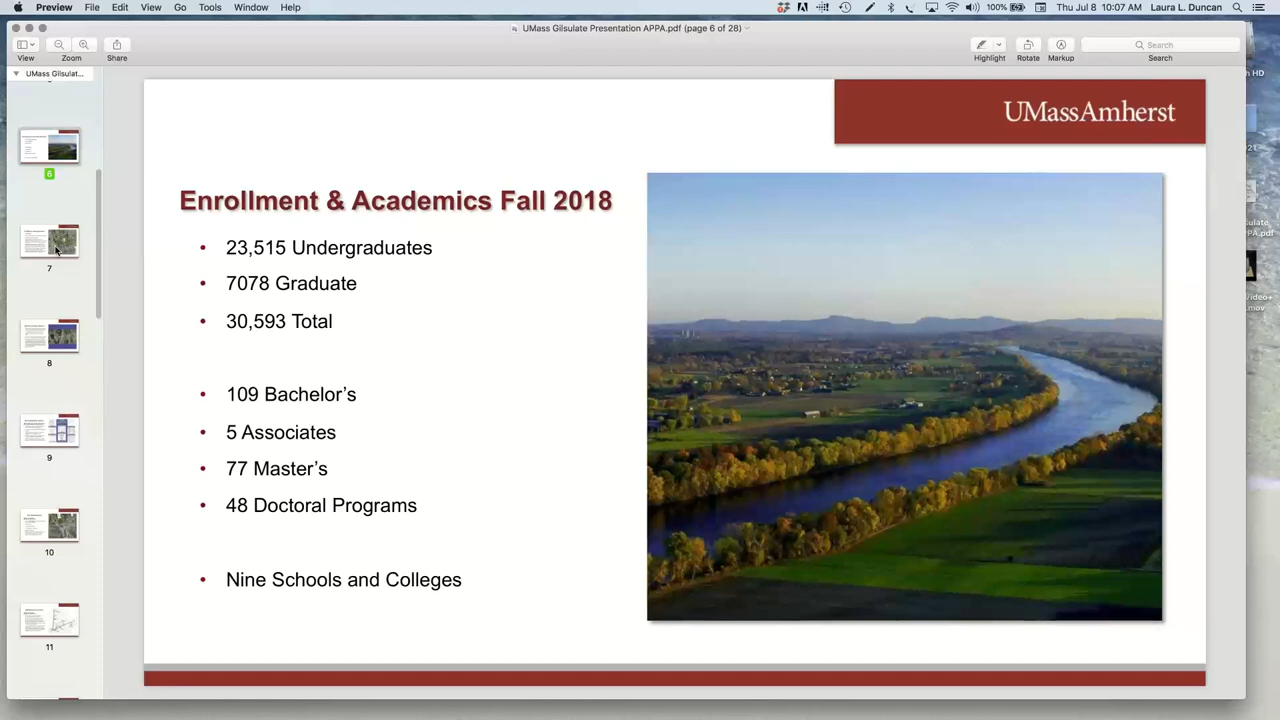 Preview File Edit View Go Tools Window Help
100% Thu Jul 8 10:07 AM Laura L. Duncan
UMass Gilsulate Presentation APPA.pdf (page 6 of 28)
View Zoom Share Highlight Rotate Markup Search
Search
UMass Gilsulat...
6
7
8
9
10
11
UMassAmherst
Enrollment & Academics Fall 2018
• 23,515 Undergraduates
• 7078 Graduate
• 30,593 Total
• 109 Bachelor’s
• 5 Associates
• 77 Master’s
• 48 Doctoral Programs
• Nine Schools and Colleges